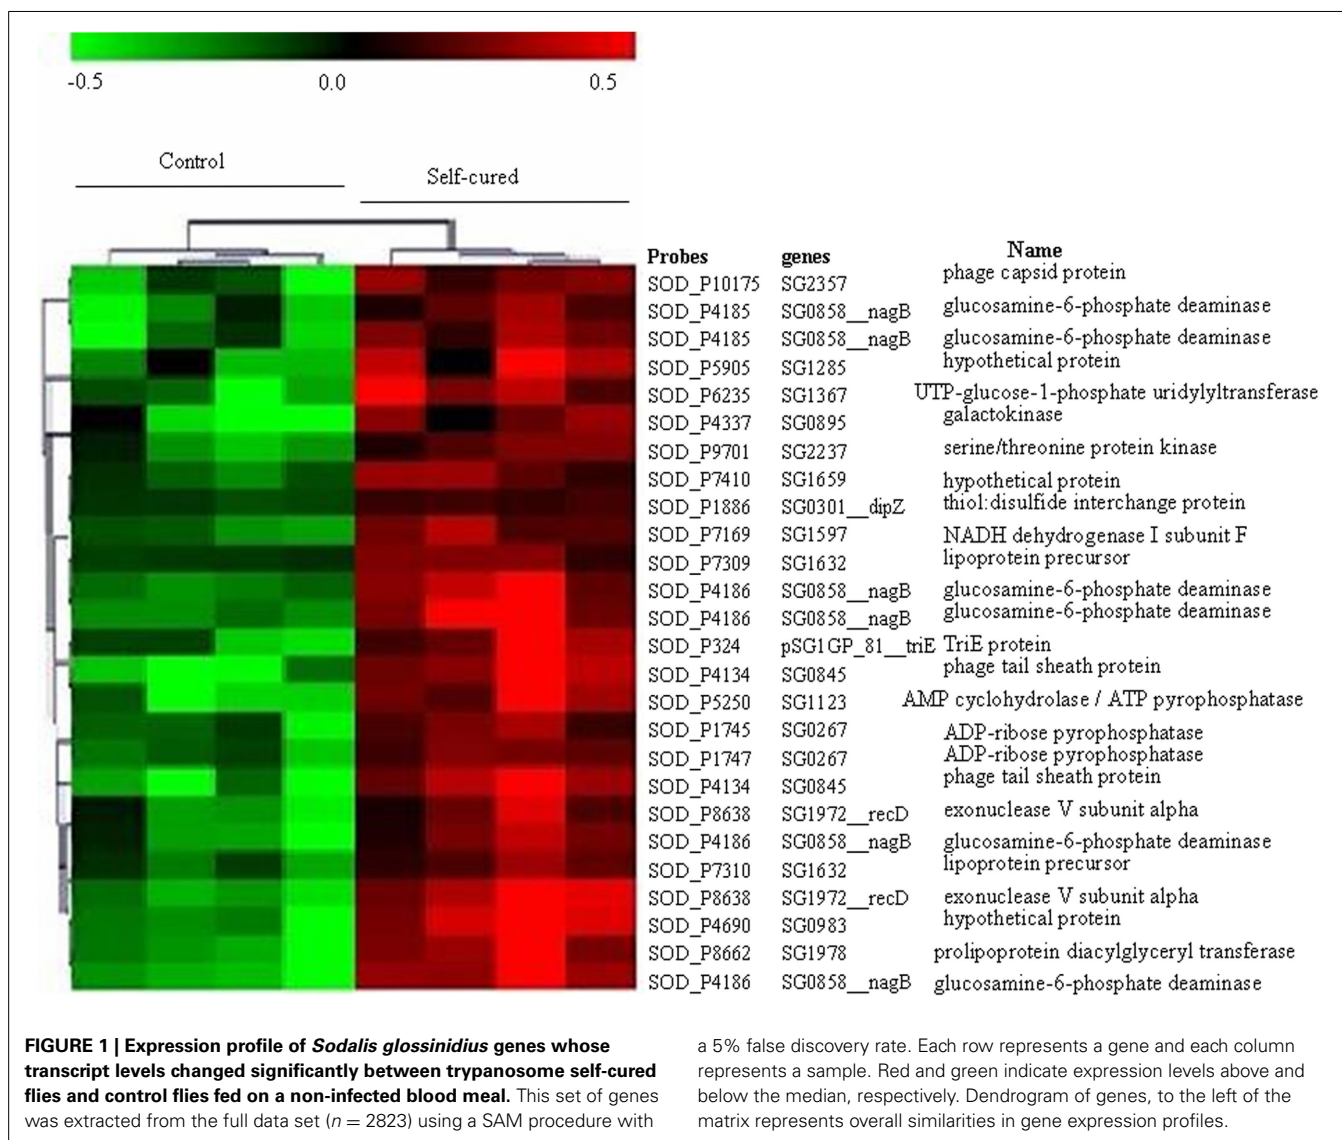 -0.5 0.0 0.5
Control
Self-cured
Probes genes Name
SOD_P10175 SG2357 phage capsid protein
SOD_P4185 SG0858__nagB glucosamine-6-phosphate deaminase
SOD_P4185 SG0858__nagB glucosamine-6-phosphate deaminase
SOD_P5905 SG1285 hypothetical protein
SOD_P6235 SG1367 UTP-glucose-1-phosphate uridylyltransferase
SOD_P4337 SG0895 galactokinase
SOD_P9701 SG2237 serine/threonine protein kinase
SOD_P7410 SG1659 hypothetical protein
SOD_P1886 SG0301__dipZ thiol:disulfide interchange protein
SOD_P7169 SG1597 NADH dehydrogenase I subunit F
SOD_P7309 SG1632 lipoprotein precursor
SOD_P4186 SG0858__nagB glucosamine-6-phosphate deaminase
SOD_P4186 SG0858__nagB glucosamine-6-phosphate deaminase
SOD_P324 pSG1GP_81__triE TriE protein
SOD_P4134 SG0845 phage tail sheath protein
SOD_P5250 SG1123 AMP cyclohydrolase / ATP pyrophosphatase
SOD_P1745 SG0267 ADP-ribose pyrophosphatase
SOD_P1747 SG0267 ADP-ribose pyrophosphatase
SOD_P4134 SG0845 phage tail sheath protein
SOD_P8638 SG1972__recD exonuclease V subunit alpha
SOD_P4186 SG0858__nagB glucosamine-6-phosphate deaminase
SOD_P7310 SG1632 lipoprotein precursor
SOD_P8638 SG1972__recD exonuclease V subunit alpha
SOD_P4690 SG0983 hypothetical protein
SOD_P8662 SG1978 prolipoprotein diacylglyceryl transferase
SOD_P4186 SG0858__nagB glucosamine-6-phosphate deaminase
FIGURE 1 | Expression profile of Sodalis glossinidius genes whose
transcript levels changed significantly between trypanosome self-cured
flies and control flies fed on a non-infected blood meal. This set of genes
was extracted from the full data set (n = 2823) using a SAM procedure with
a 5% false discovery rate. Each row represents a gene and each column
represents a sample. Red and green indicate expression levels above and
below the median, respectively. Dendrogram of genes, to the left of the
matrix represents overall similarities in gene expression profiles.